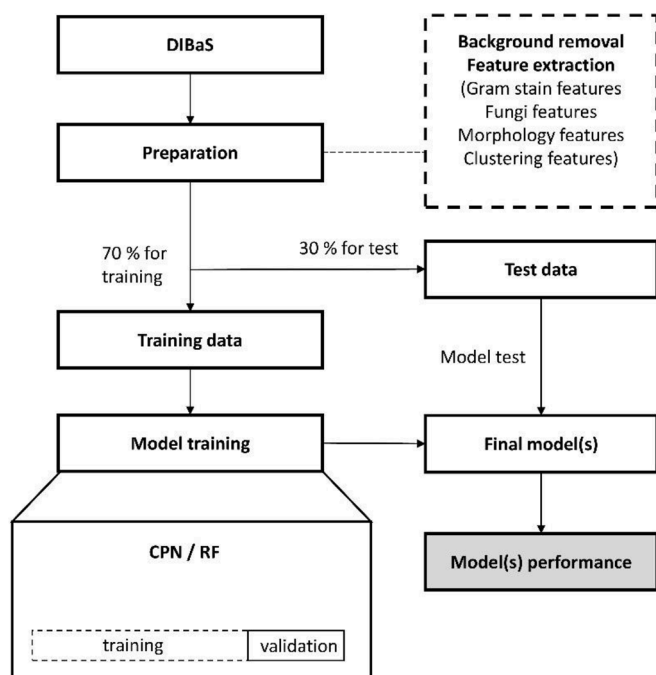 DIBaS
Background removal
Feature extraction
(Gram stain features
Fungi features
Morphology features
Clustering features)
Preparation
70 % for
training
30 % for test
Test data
Training data
Model test
Model training
Final model(s)
CPN / RF
Model(s) performance
training
validation